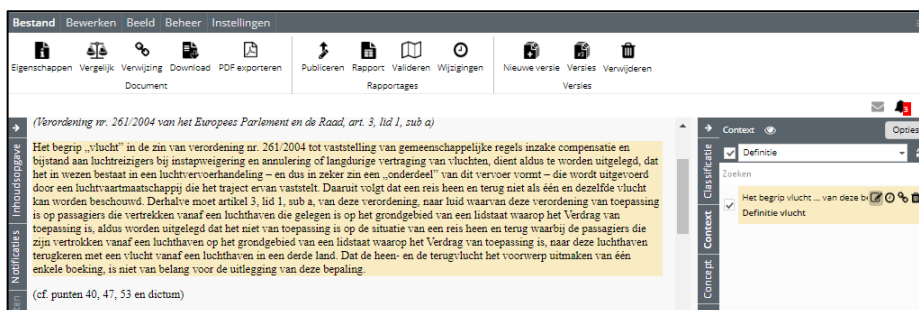 Bestand Bewerken Beeld Beheer Instellingen
Eigenschappen Vergelijk Verwijzing Download PDF exporteren Publiceren Rapport Valideren Wijzigingen Nieuwe versie Versies Verwijderen
Document Rapportages Versies
(Verordening nr. 261/2004 van het Europees Parlement en de Raad, art. 3, lid 1, sub a)
Het begrip „vlucht” in de zin van verordening nr. 261/2004 tot vaststelling van gemeenschappelijke regels inzake compensatie en
bijstand aan luchtreizigers bij instapweigering en annulering of langdurige vertraging van vluchten, dient aldus te worden uitgelegd, dat
het in wezen bestaat in een luchtvervoerhandeling – en dus in zeker zin een „onderdeel” van dit vervoer vormt – die wordt uitgevoerd
door een luchtvaartmaatschappij die het traject ervan vaststelt. Daaruit volgt dat een reis heen en terug niet als één en dezelfde vlucht
kan worden beschouwd. Derhalve moet artikel 3, lid 1, sub a, van deze verordening, naar luid waarvan deze verordening van toepassing
is op passagiers die vertrekken vanaf een luchthaven die gelegen is op het grondgebied van een lidstaat waarop het Verdrag van
toepassing is, aldus worden uitgelegd dat het niet van toepassing is op de situatie van een reis heen en terug waarbij de passagiers die
zijn vertrokken vanaf een luchthaven op het grondgebied van een lidstaat waarop het Verdrag van toepassing is, naar deze luchthaven
terugkeren met een vlucht vanaf een luchthaven in een derde land. Dat de heen- en de terugvlucht het voorwerp uitmaken van één
enkele boeking, is niet van belang voor de uitlegging van deze bepaling.
(cf. punten 40, 47, 53 en dictum)
Inhoudsopgave
Notificaties
Classificatie
Context
Concept
Context
Opties
Definitie
Zoeken
Het begrip vlucht ... van deze b
Definitie vlucht